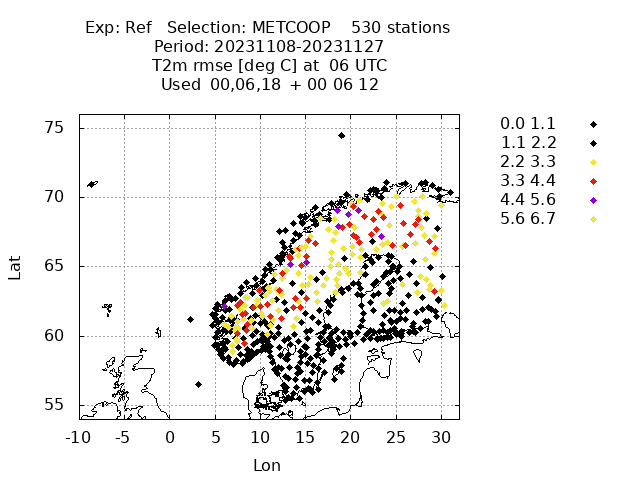 Exp: Ref   Selection: METCOOP    530 stations
Period: 20231108-20231127
T2m rmse [deg C] at  06 UTC
Used  00,06,18  + 00 06 12
0.0 1.1
1.1 2.2
2.2 3.3
3.3 4.4
4.4 5.6
5.6 6.7
Lat
75
70
65
60
55
-10 -5 0 5 10 15 20 25 30
Lon